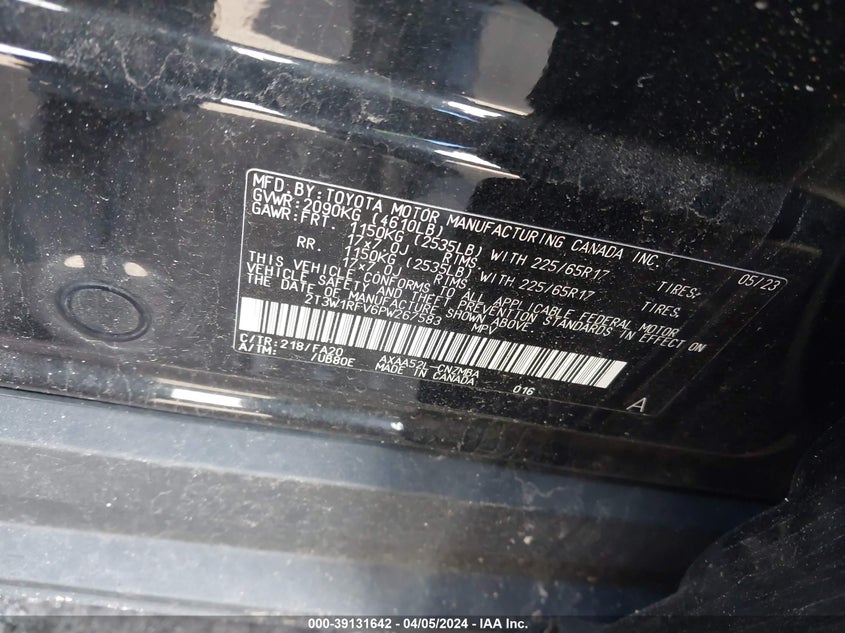 MFD. BY: TOYOTA MOTOR MANUFACTURING CANADA INC. 05/23
GVWR: 2090KG (4610LB)
GAWR: FRT. 1150KG (2535LB) WITH 225/65R17 TIRES:
17x7.0J RIMS
RR. 1150KG (2535LB) WITH 225/65R17 TIRES:
17x7.0J RIMS
THIS VEHICLE CONFORMS TO ALL APPLICABLE FEDERAL MOTOR
VEHICLE SAFETY AND THEFT PREVENTION STANDARDS IN EFFECT ON
THE DATE OF MANUFACTURE SHOWN ABOVE.
2T3W1RFV6PW267583 MPV
C/TR: 218/FA20 AXAA52L-CNZMBA 016
A/TM: /UB80E MADE IN CANADA A
000-39131642 - 04/05/2024 - IAA Inc.